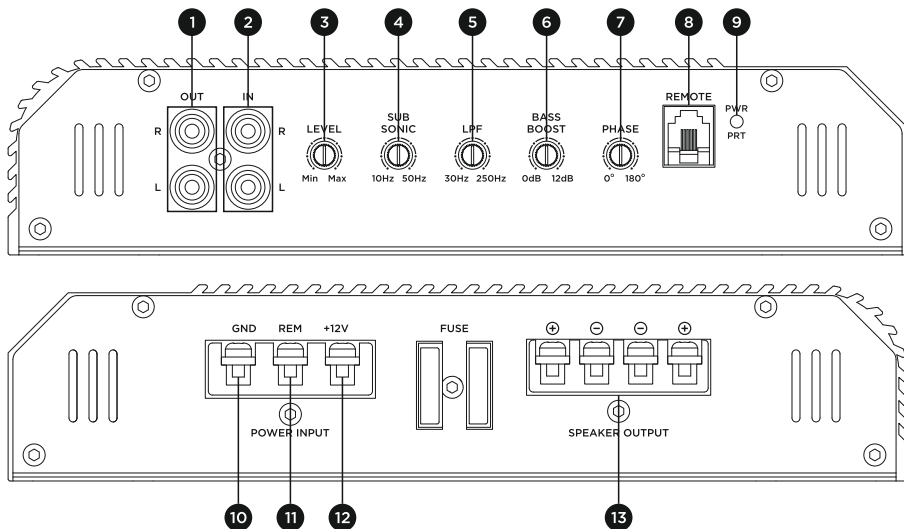 1 2 3 4 5 6 7 8 9
OUT IN
R R
L L
LEVEL
Min Max
SUB
SONIC
10Hz 50Hz
LPF
30Hz 250Hz
BASS
BOOST
0dB 12dB
PHASE
0° 180°
REMOTE
PWR
PRT
GND REM +12V
POWER INPUT
FUSE
+ − − +
SPEAKER OUTPUT
10 11 12 13